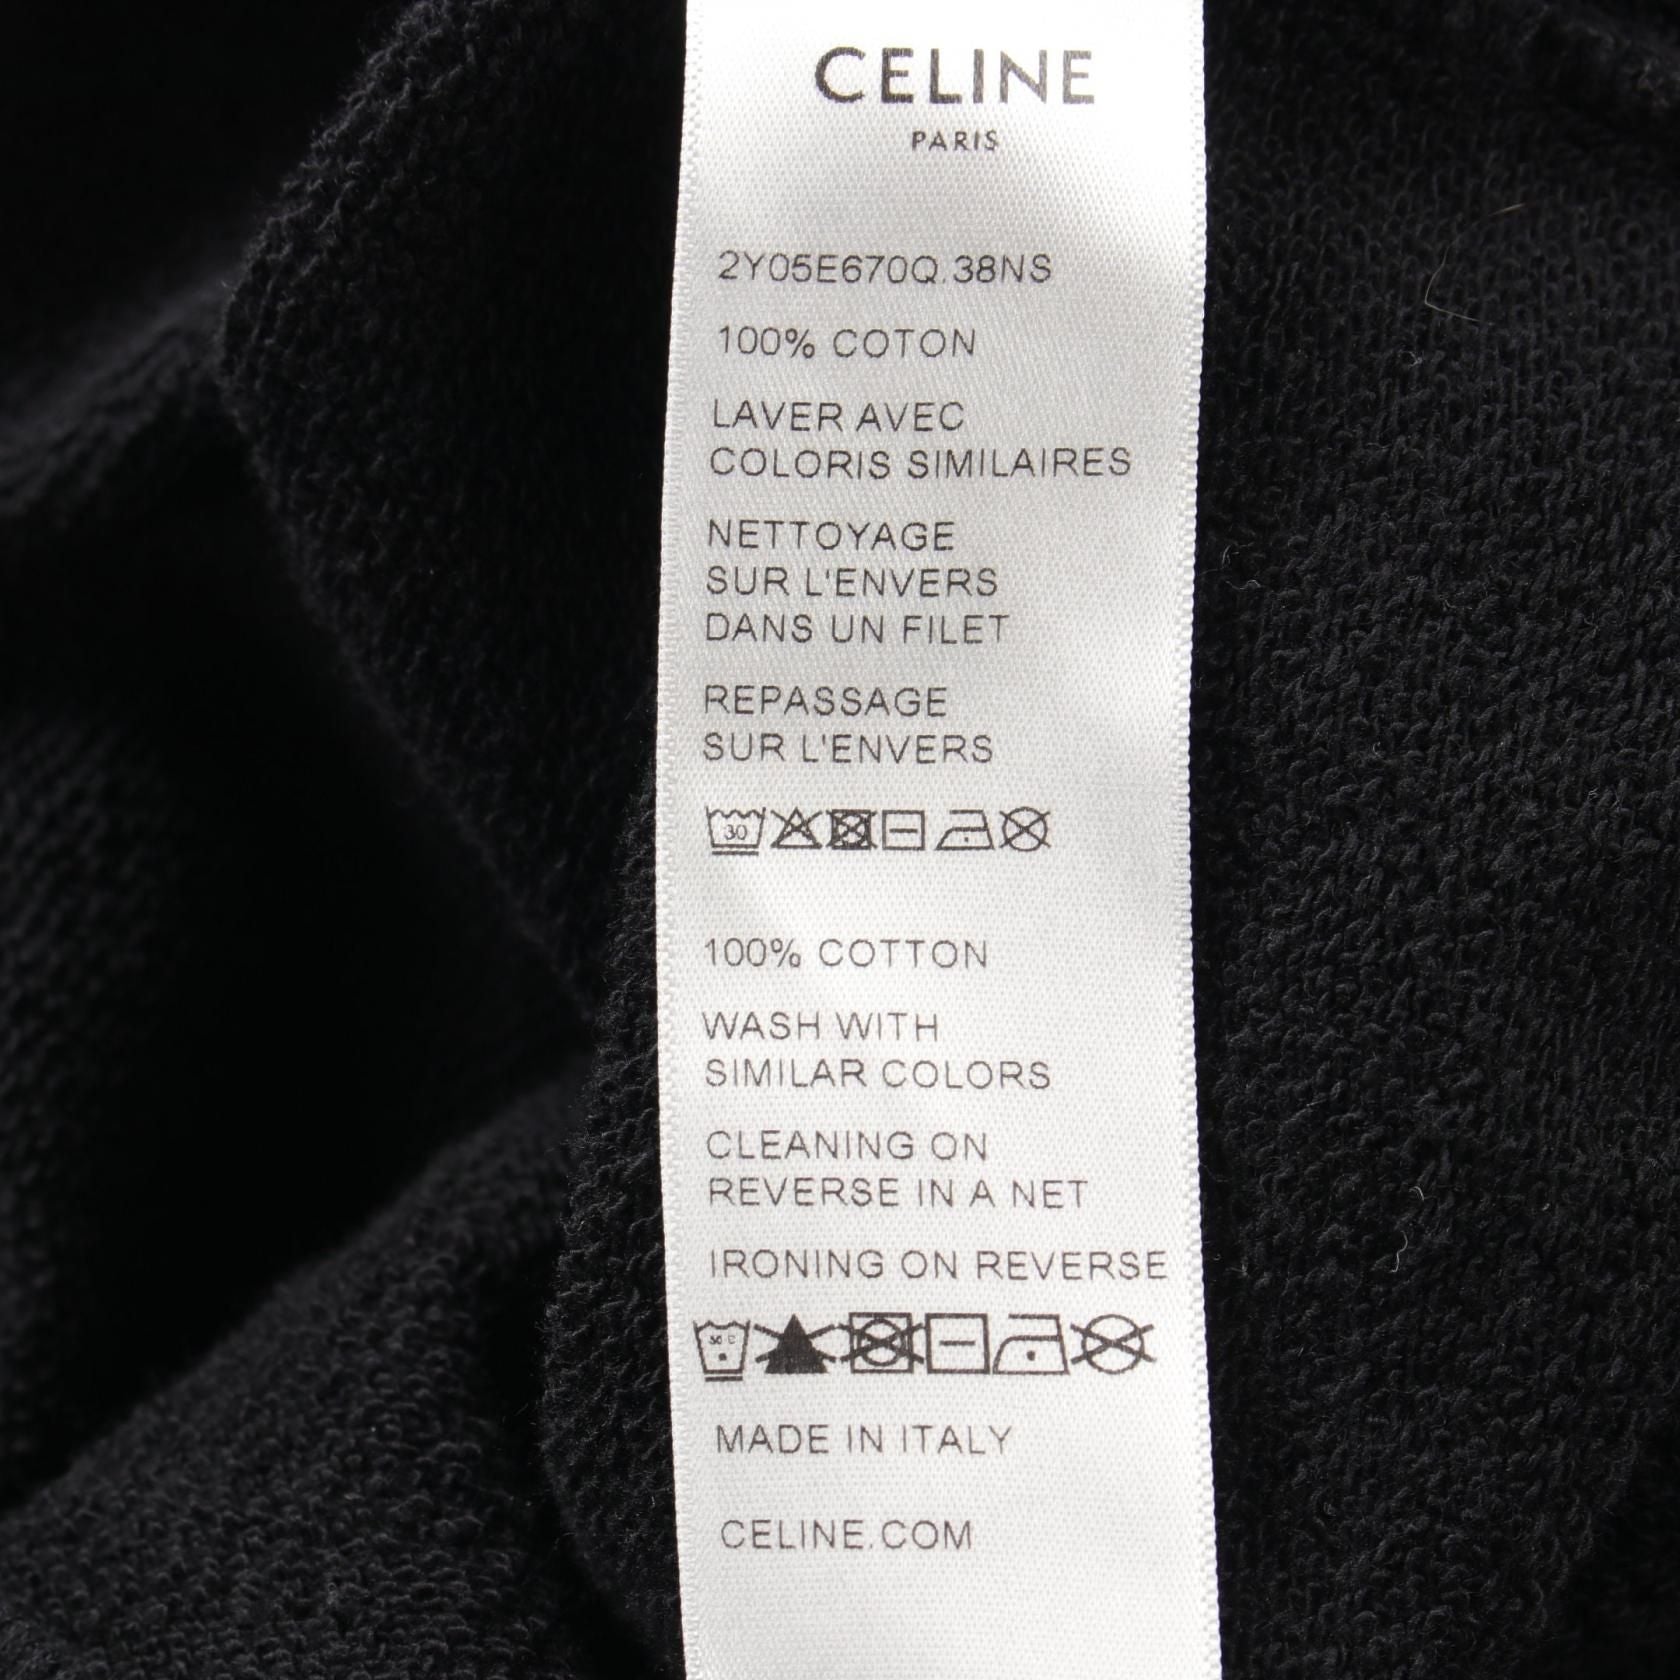 CELINE
PARIS
2Y05E670Q.38NS
100% COTON
LAVER AVEC
COLORIS SIMILAIRES
NETTOYAGE
SUR L'ENVERS
DANS UN FILET
REPASSAGE
SUR L'ENVERS
30
100% COTTON
WASH WITH
SIMILAR COLORS
CLEANING ON
REVERSE IN A NET
IRONING ON REVERSE
MADE IN ITALY
CELINE.COM